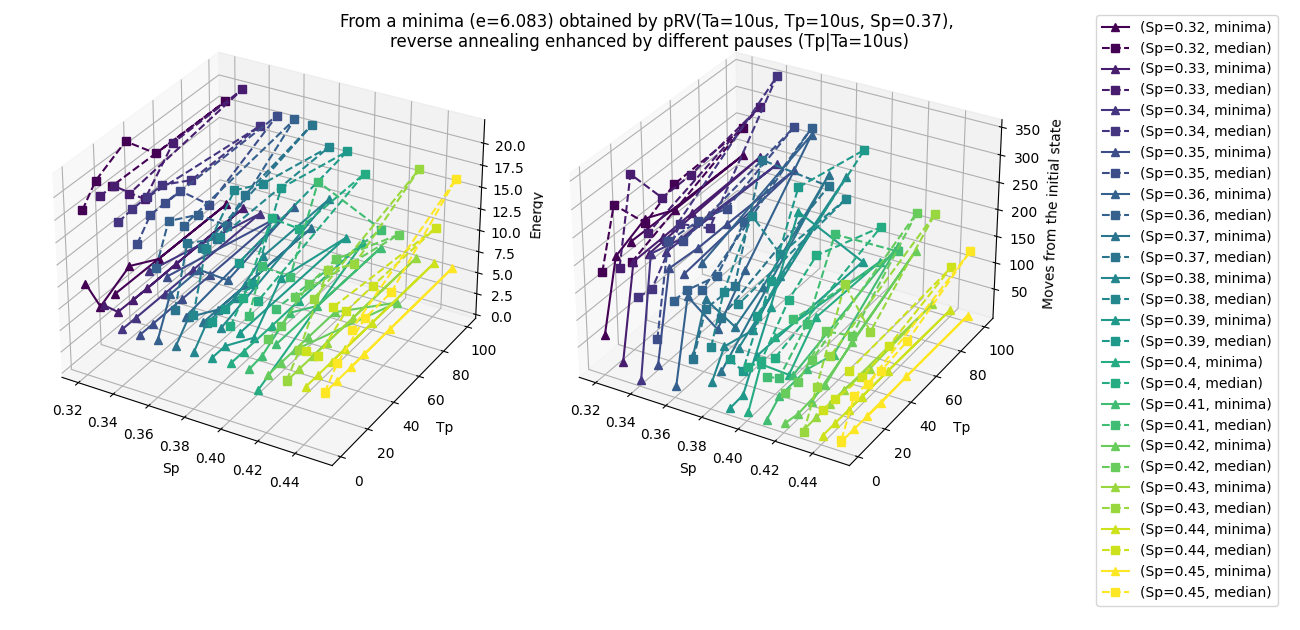 From a minima (e=6.083) obtained by pRV(Ta=10us, Tp=10us, Sp=0.37),
reverse annealing enhanced by different pauses (Tp|Ta=10us)
0.32
0.34
0.36
0.38
0.40
0.42
0.44
Sp
0
20
40
60
80
100
Tp
0.0
2.5
5.0
7.5
10.0
12.5
15.0
17.5
20.0
Energy
0.32
0.34
0.36
0.38
0.40
0.42
0.44
Sp
0
20
40
60
80
100
Tp
50
100
150
200
250
300
350
Moves from the initial state
(Sp=0.32, minima)
(Sp=0.32, median)
(Sp=0.33, minima)
(Sp=0.33, median)
(Sp=0.34, minima)
(Sp=0.34, median)
(Sp=0.35, minima)
(Sp=0.35, median)
(Sp=0.36, minima)
(Sp=0.36, median)
(Sp=0.37, minima)
(Sp=0.37, median)
(Sp=0.38, minima)
(Sp=0.38, median)
(Sp=0.39, minima)
(Sp=0.39, median)
(Sp=0.4, minima)
(Sp=0.4, median)
(Sp=0.41, minima)
(Sp=0.41, median)
(Sp=0.42, minima)
(Sp=0.42, median)
(Sp=0.43, minima)
(Sp=0.43, median)
(Sp=0.44, minima)
(Sp=0.44, median)
(Sp=0.45, minima)
(Sp=0.45, median)